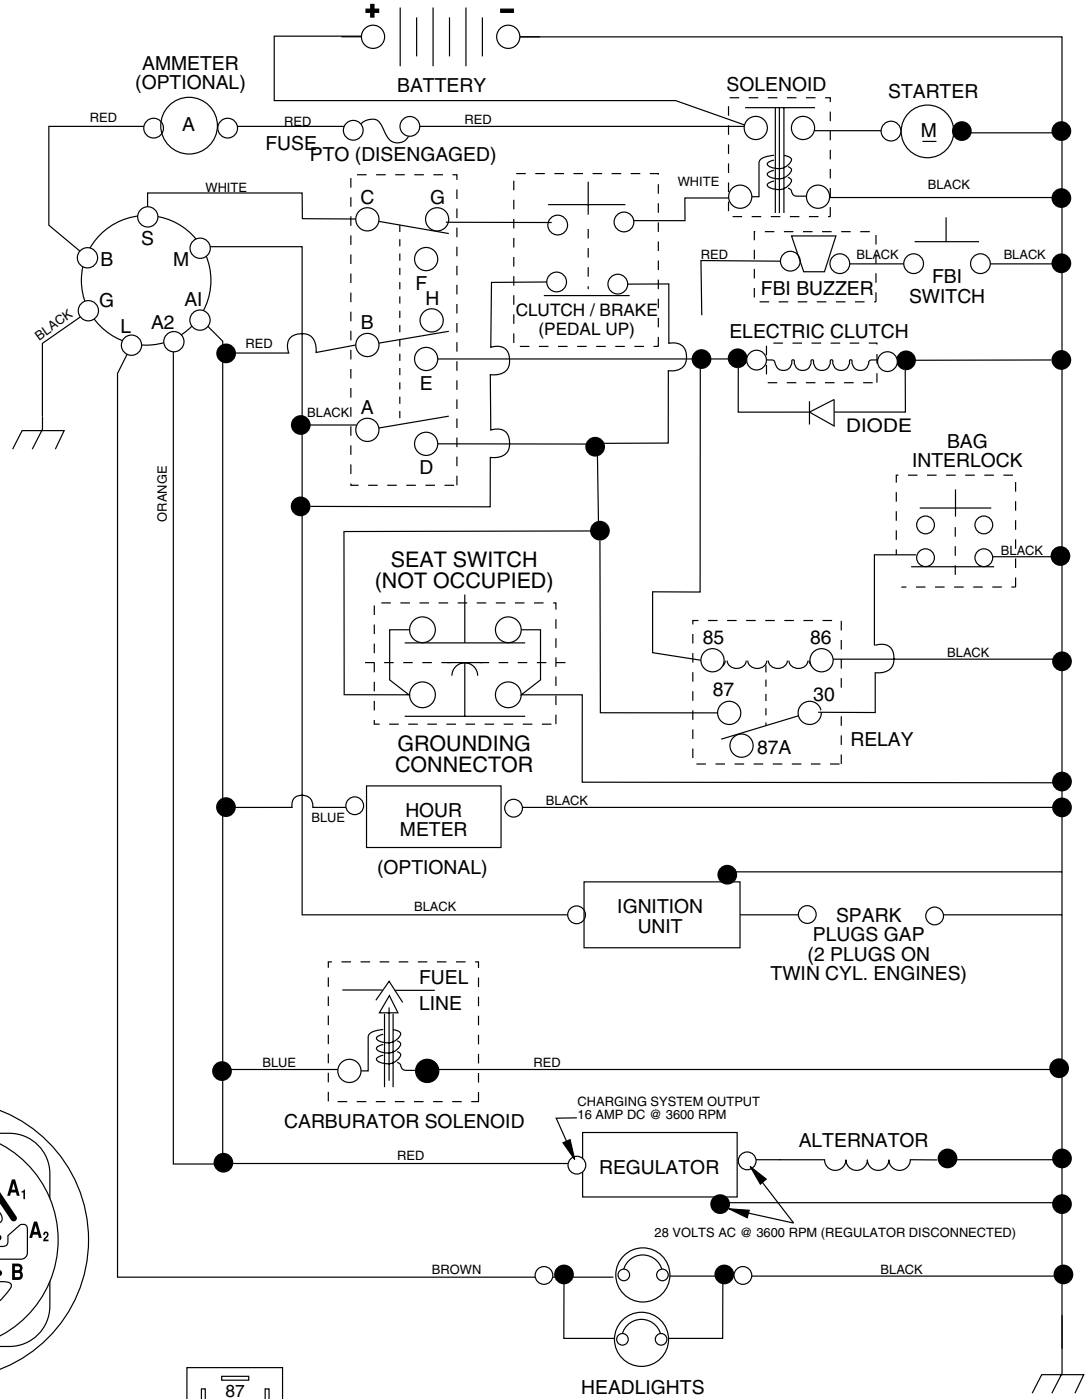 + -
BATTERY
AMMETER
(OPTIONAL)
SOLENOID
STARTER
RED
A
RED
FUSE
RED
M
PTO (DISENGAGED)
WHITE
C
G
WHITE
BLACK
S
B
M
F
RED
FBI BUZZER
BLACK
FBI
SWITCH
BLACK
G
AI
H
CLUTCH / BRAKE
(PEDAL UP)
BLACK
L
A2
RED
B
E
ELECTRIC CLUTCH
DIODE
BLACK
A
D
BAG
INTERLOCK
BLACK
ORANGE
SEAT SWITCH
(NOT OCCUPIED)
85
86
BLACK
87
30
87A
RELAY
GROUNDING
CONNECTOR
BLUE
HOUR
METER
BLACK
(OPTIONAL)
BLACK
IGNITION
UNIT
SPARK
PLUGS GAP
(2 PLUGS ON
TWIN CYL. ENGINES)
FUEL
LINE
BLUE
RED
CARBURATOR SOLENOID
CHARGING SYSTEM OUTPUT
16 AMP DC @ 3600 RPM
RED
REGULATOR
ALTERNATOR
28 VOLTS AC @ 3600 RPM (REGULATOR DISCONNECTED)
A1
A2
B
BROWN
BLACK
HEADLIGHTS
87